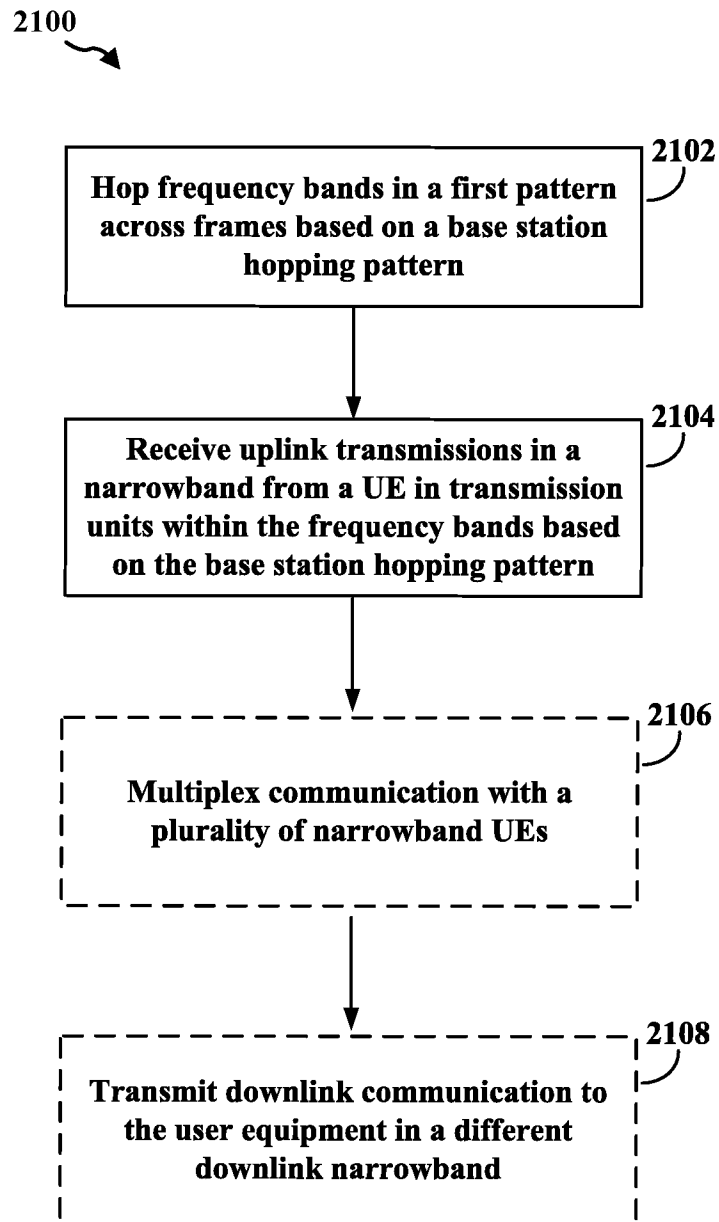 2100
2102
Hop frequency bands in a first pattern
across frames based on a base station
hopping pattern
2104
Receive uplink transmissions in a
narrowband from a UE in transmission
units within the frequency bands based
on the base station hopping pattern
2106
Multiplex communication with a
plurality of narrowband UEs
2108
Transmit downlink communication to
the user equipment in a different
downlink narrowband